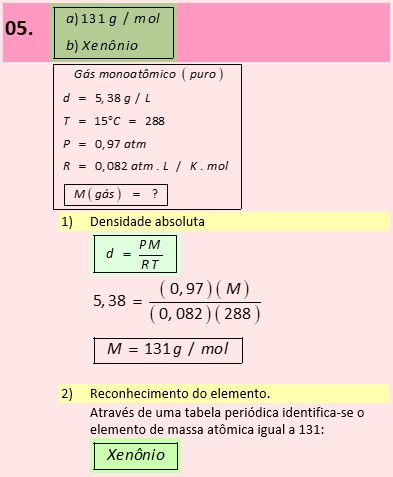 05.
a) 131 g / mol
b) Xenônio
Gás monoatômico ( puro )
d = 5,38 g / L
T = 15°C = 288
P = 0,97 atm
R = 0,082 atm . L / K . mol
M ( gás ) = ?
1) Densidade absoluta
d = PM / RT
5,38 = ( 0,97 ) ( M ) / ( 0,082 ) ( 288 )
M = 131 g / mol
2) Reconhecimento do elemento.
Através de uma tabela periódica identifica-se o
elemento de massa atômica igual a 131:
Xenônio